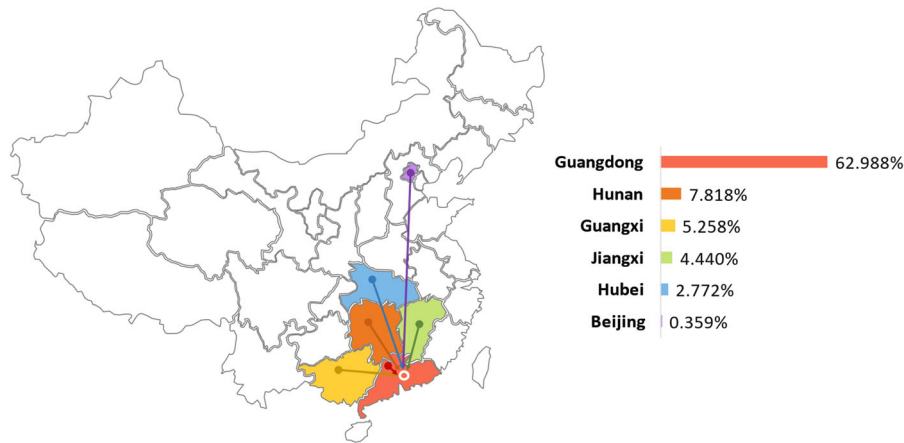 Guangdong 62.988%
Hunan 7.818%
Guangxi 5.258%
Jiangxi 4.440%
Hubei 2.772%
Beijing 0.359%